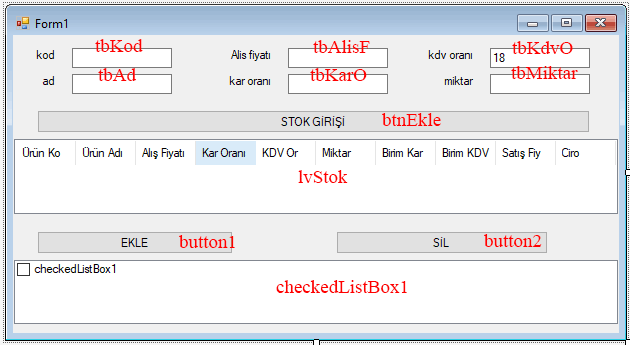 Form1
kod tbKod Alis fiyatı tbAlisF kdv oranı 18 tbKdvO
ad tbAd kar oranı tbKarO miktar tbMiktar
STOK GİRİŞİ btnEkle
Ürün Ko Ürün Adı Alış Fiyatı Kar Oranı KDV Or Miktar Birim Kar Birim KDV Satış Fiy Ciro
lvStok
EKLE button1 SİL button2
checkedListBox1
checkedListBox1